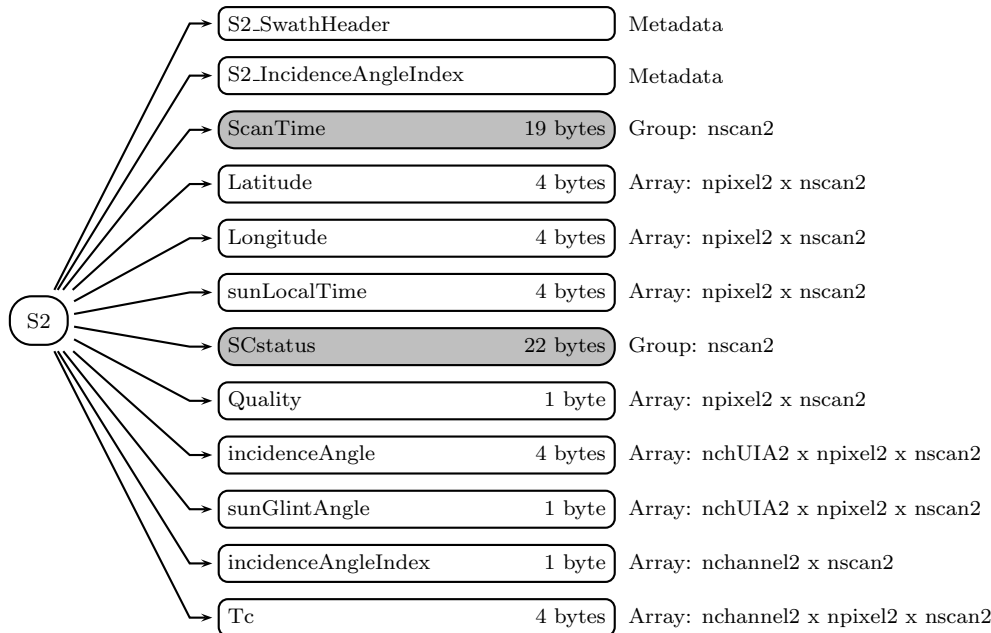 S2_SwathHeader Metadata
S2_IncidenceAngleIndex Metadata
ScanTime 19 bytes Group: nscan2
Latitude 4 bytes Array: npixel2 x nscan2
Longitude 4 bytes Array: npixel2 x nscan2
sunLocalTime 4 bytes Array: npixel2 x nscan2
S2
SCstatus 22 bytes Group: nscan2
Quality 1 byte Array: npixel2 x nscan2
incidenceAngle 4 bytes Array: nchUIA2 x npixel2 x nscan2
sunGlintAngle 1 byte Array: nchUIA2 x npixel2 x nscan2
incidenceAngleIndex 1 byte Array: nchannel2 x nscan2
Tc 4 bytes Array: nchannel2 x npixel2 x nscan2